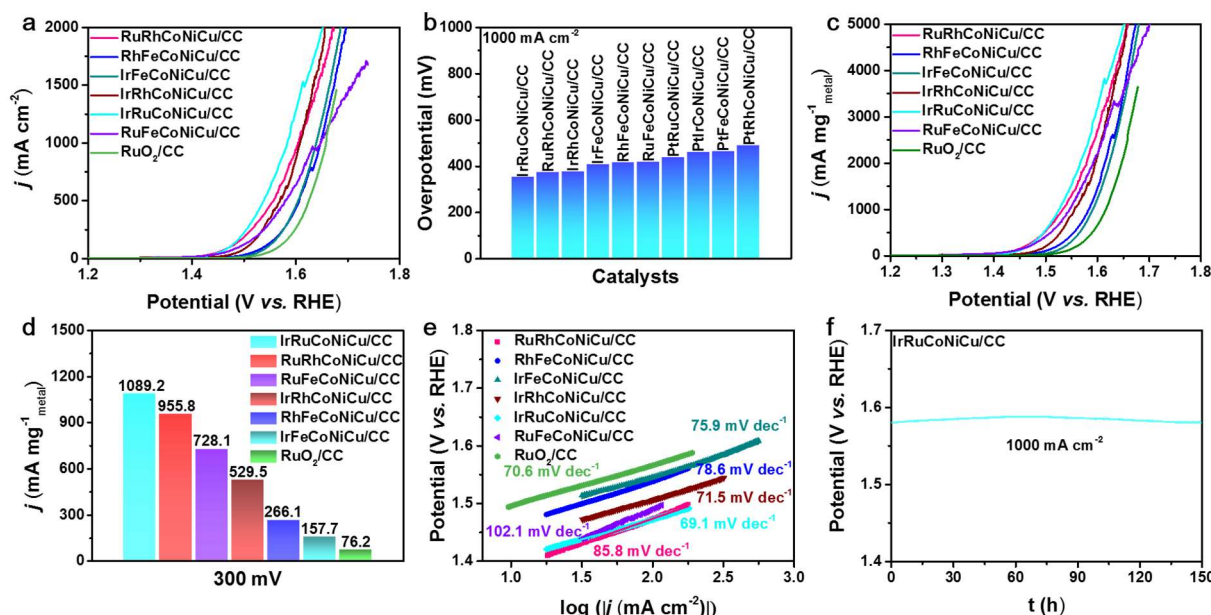 a
j (mA cm⁻²)
2000
1500
1000
500
0
RuRhCoNiCu/CC
RhFeCoNiCu/CC
IrFeCoNiCu/CC
IrRhCoNiCu/CC
IrRuCoNiCu/CC
RuFeCoNiCu/CC
RuO₂/CC
1.2 1.4 1.6 1.8
Potential (V vs. RHE)
b
1000 mA cm⁻²
Overpotential (mV)
1000
800
600
400
200
0
IrRuCoNiCu/CC
RuRhCoNiCu/CC
IrRhCoNiCu/CC
IrFeCoNiCu/CC
RhFeCoNiCu/CC
RuFeCoNiCu/CC
PtRuCoNiCu/CC
PtIrCoNiCu/CC
PtFeCoNiCu/CC
PtRhCoNiCu/CC
Catalysts
c
j (mA mg⁻¹metal)
5000
4000
3000
2000
1000
0
RuRhCoNiCu/CC
RhFeCoNiCu/CC
IrFeCoNiCu/CC
IrRhCoNiCu/CC
IrRuCoNiCu/CC
RuFeCoNiCu/CC
RuO₂/CC
1.2 1.3 1.4 1.5 1.6 1.7 1.8
Potential (V vs. RHE)
d
j (mA mg⁻¹metal)
1500
1200
900
600
300
0
IrRuCoNiCu/CC
RuRhCoNiCu/CC
RuFeCoNiCu/CC
IrRhCoNiCu/CC
RhFeCoNiCu/CC
IrFeCoNiCu/CC
RuO₂/CC
1089.2
955.8
728.1
529.5
266.1
157.7
76.2
300 mV
e
Potential (V vs. RHE)
1.8
1.7
1.6
1.5
1.4
RuRhCoNiCu/CC
RhFeCoNiCu/CC
IrFeCoNiCu/CC
IrRhCoNiCu/CC
IrRuCoNiCu/CC
RuFeCoNiCu/CC
RuO₂/CC
75.9 mV dec⁻¹
70.6 mV dec⁻¹
78.6 mV dec⁻¹
71.5 mV dec⁻¹
102.1 mV dec⁻¹
69.1 mV dec⁻¹
85.8 mV dec⁻¹
1.0 1.5 2.0 2.5 3.0
log (|j (mA cm⁻²)|)
f
IrRuCoNiCu/CC
Potential (V vs. RHE)
1.7
1.6
1.5
1.4
1000 mA cm⁻²
0 30 60 90 120 150
t (h)